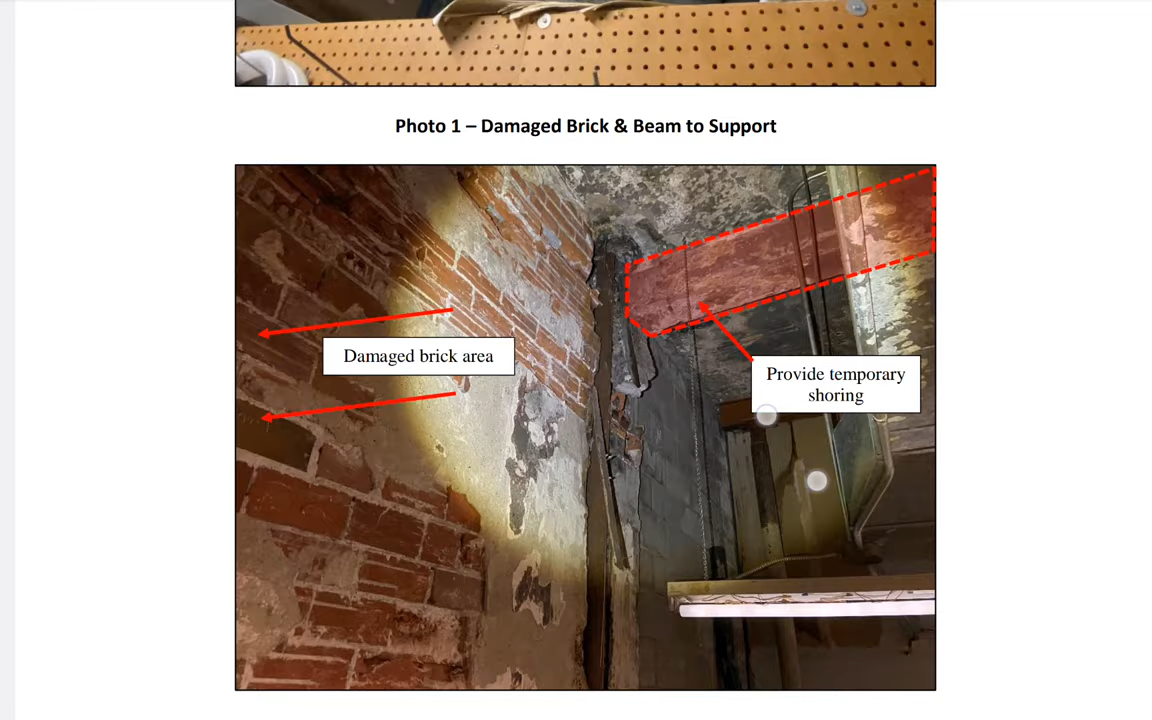 Photo 1 – Damaged Brick & Beam to Support
Damaged brick area
Provide temporary
shoring